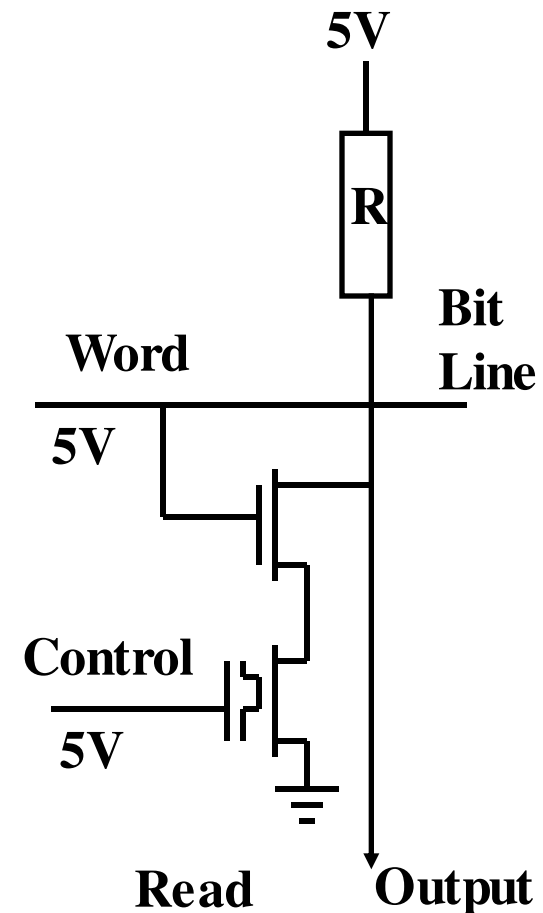 5V
R
Bit
Line
Word
5V
Control
5V
Read
Output